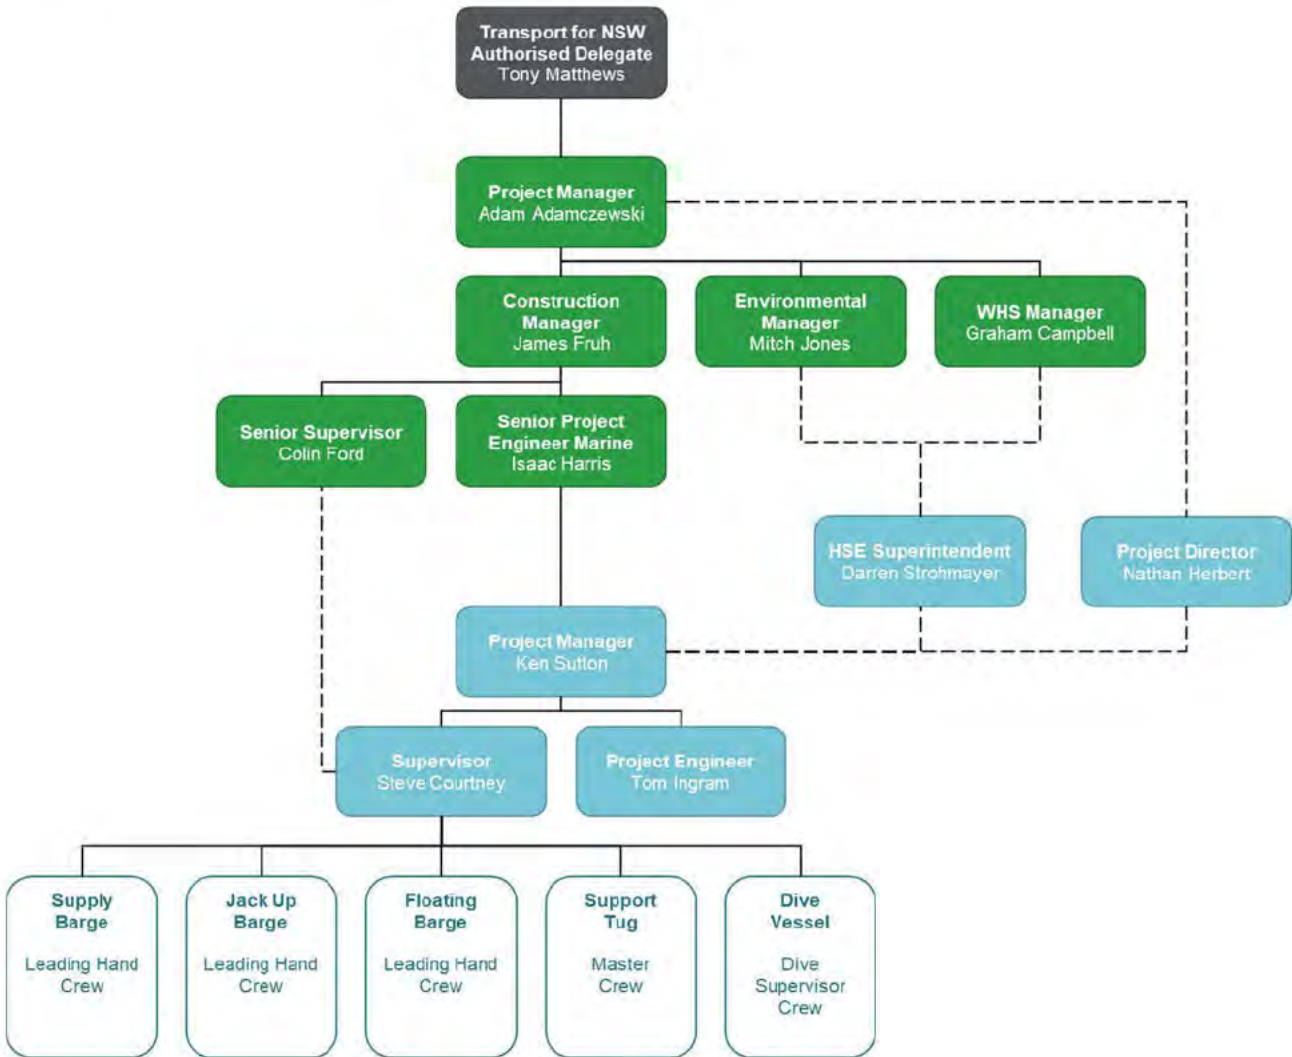 Transport for NSW
Authorised Delegate
Tony Matthews
Project Manager
Adam Adamczewski
Construction
Manager
James Fruh
Environmental
Manager
Mitch Jones
WHS Manager
Graham Campbell
Senior Supervisor
Colin Ford
Senior Project
Engineer Marine
Isaac Harris
HSE Superintendent
Darren Strohmayer
Project Director
Nathan Herbert
Project Manager
Ken Sutton
Supervisor
Steve Courtney
Project Engineer
Tom Ingram
Supply
Barge
Leading Hand
Crew
Jack Up
Barge
Leading Hand
Crew
Floating
Barge
Leading Hand
Crew
Support
Tug
Master
Crew
Dive
Vessel
Dive
Supervisor
Crew